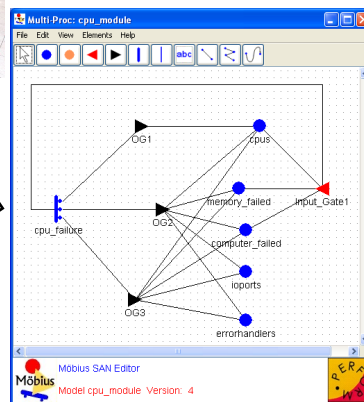 Multi-Proc: cpu_module
File Edit View Elements Help
abc
OG1
cpus
memory_failed
Input_Gate1
cpu_failure
OG2
computer_failed
ioports
OG3
errorhandlers
Möbius
Möbius SAN Editor
Model cpu_module Version: 4
PERF